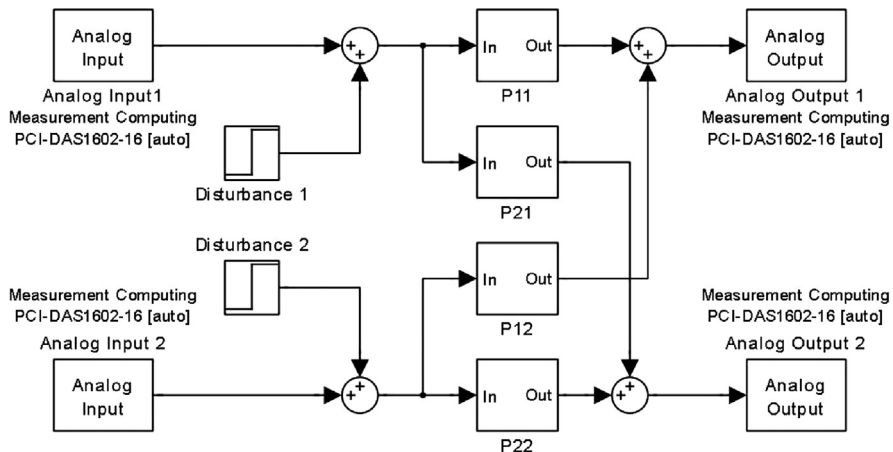 Analog
Input
Analog Input1
Measurement Computing
PCI-DAS1602-16 [auto]
+
+
In
Out
P11
+
+
Analog
Output
Analog Output 1
Measurement Computing
PCI-DAS1602-16 [auto]
Disturbance 1
In
Out
P21
Disturbance 2
In
Out
P12
Measurement Computing
PCI-DAS1602-16 [auto]
Analog Input 2
Analog
Input
+
+
In
Out
P22
+
+
Measurement Computing
PCI-DAS1602-16 [auto]
Analog Output 2
Analog
Output